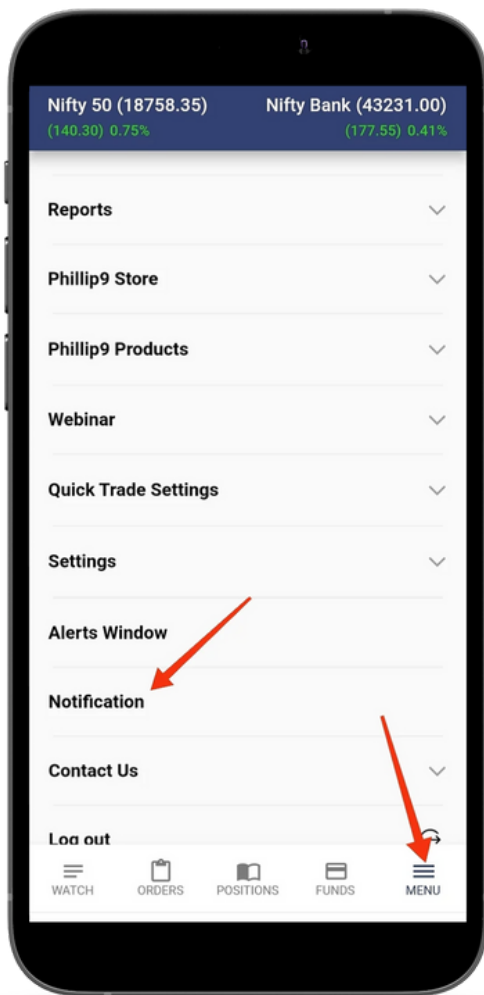 Nifty 50 (18758.35) Nifty Bank (43231.00)
(140.30) 0.75% (177.55) 0.41%
Reports
Phillip9 Store
Phillip9 Products
Webinar
Quick Trade Settings
Settings
Alerts Window
Notification
Contact Us
Log out
WATCH ORDERS POSITIONS FUNDS MENU